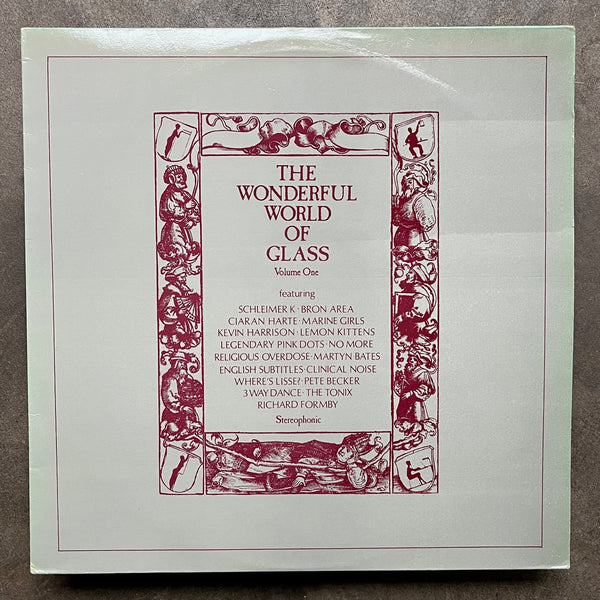 THE
WONDERFUL
WORLD
OF
GLASS
Volume One
featuring
SCHLEIMER K · BRON AREA
CIARAN HARTE · MARINE GIRLS
KEVIN HARRISON · LEMON KITTENS
LEGENDARY PINK DOTS · NO MORE
RELIGIOUS OVERDOSE · MARTYN BATES
ENGLISH SUBTITLES · CLINICAL NOISE
WHERE'S LISSE? · PETE BECKER
3 WAY DANCE · THE TONIX
RICHARD FORMBY
Stereophonic